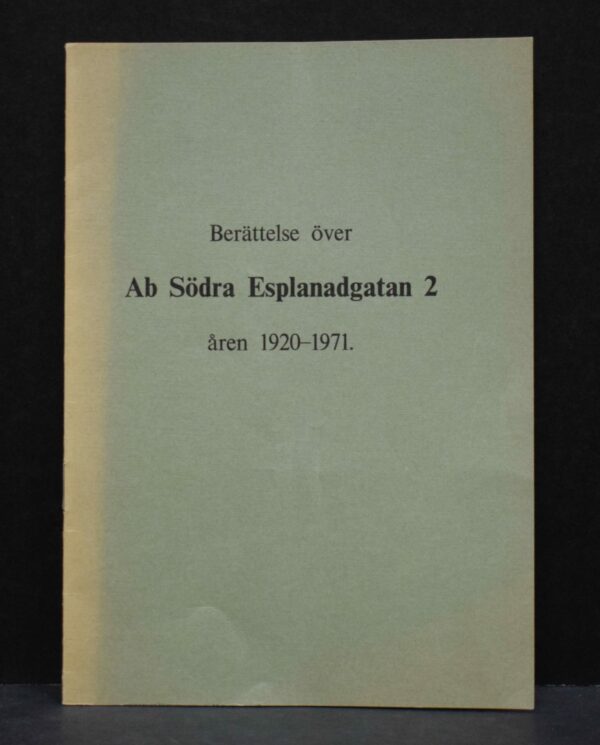 Berättelse över
Ab Södra Esplanadgatan 2
åren 1920–1971.